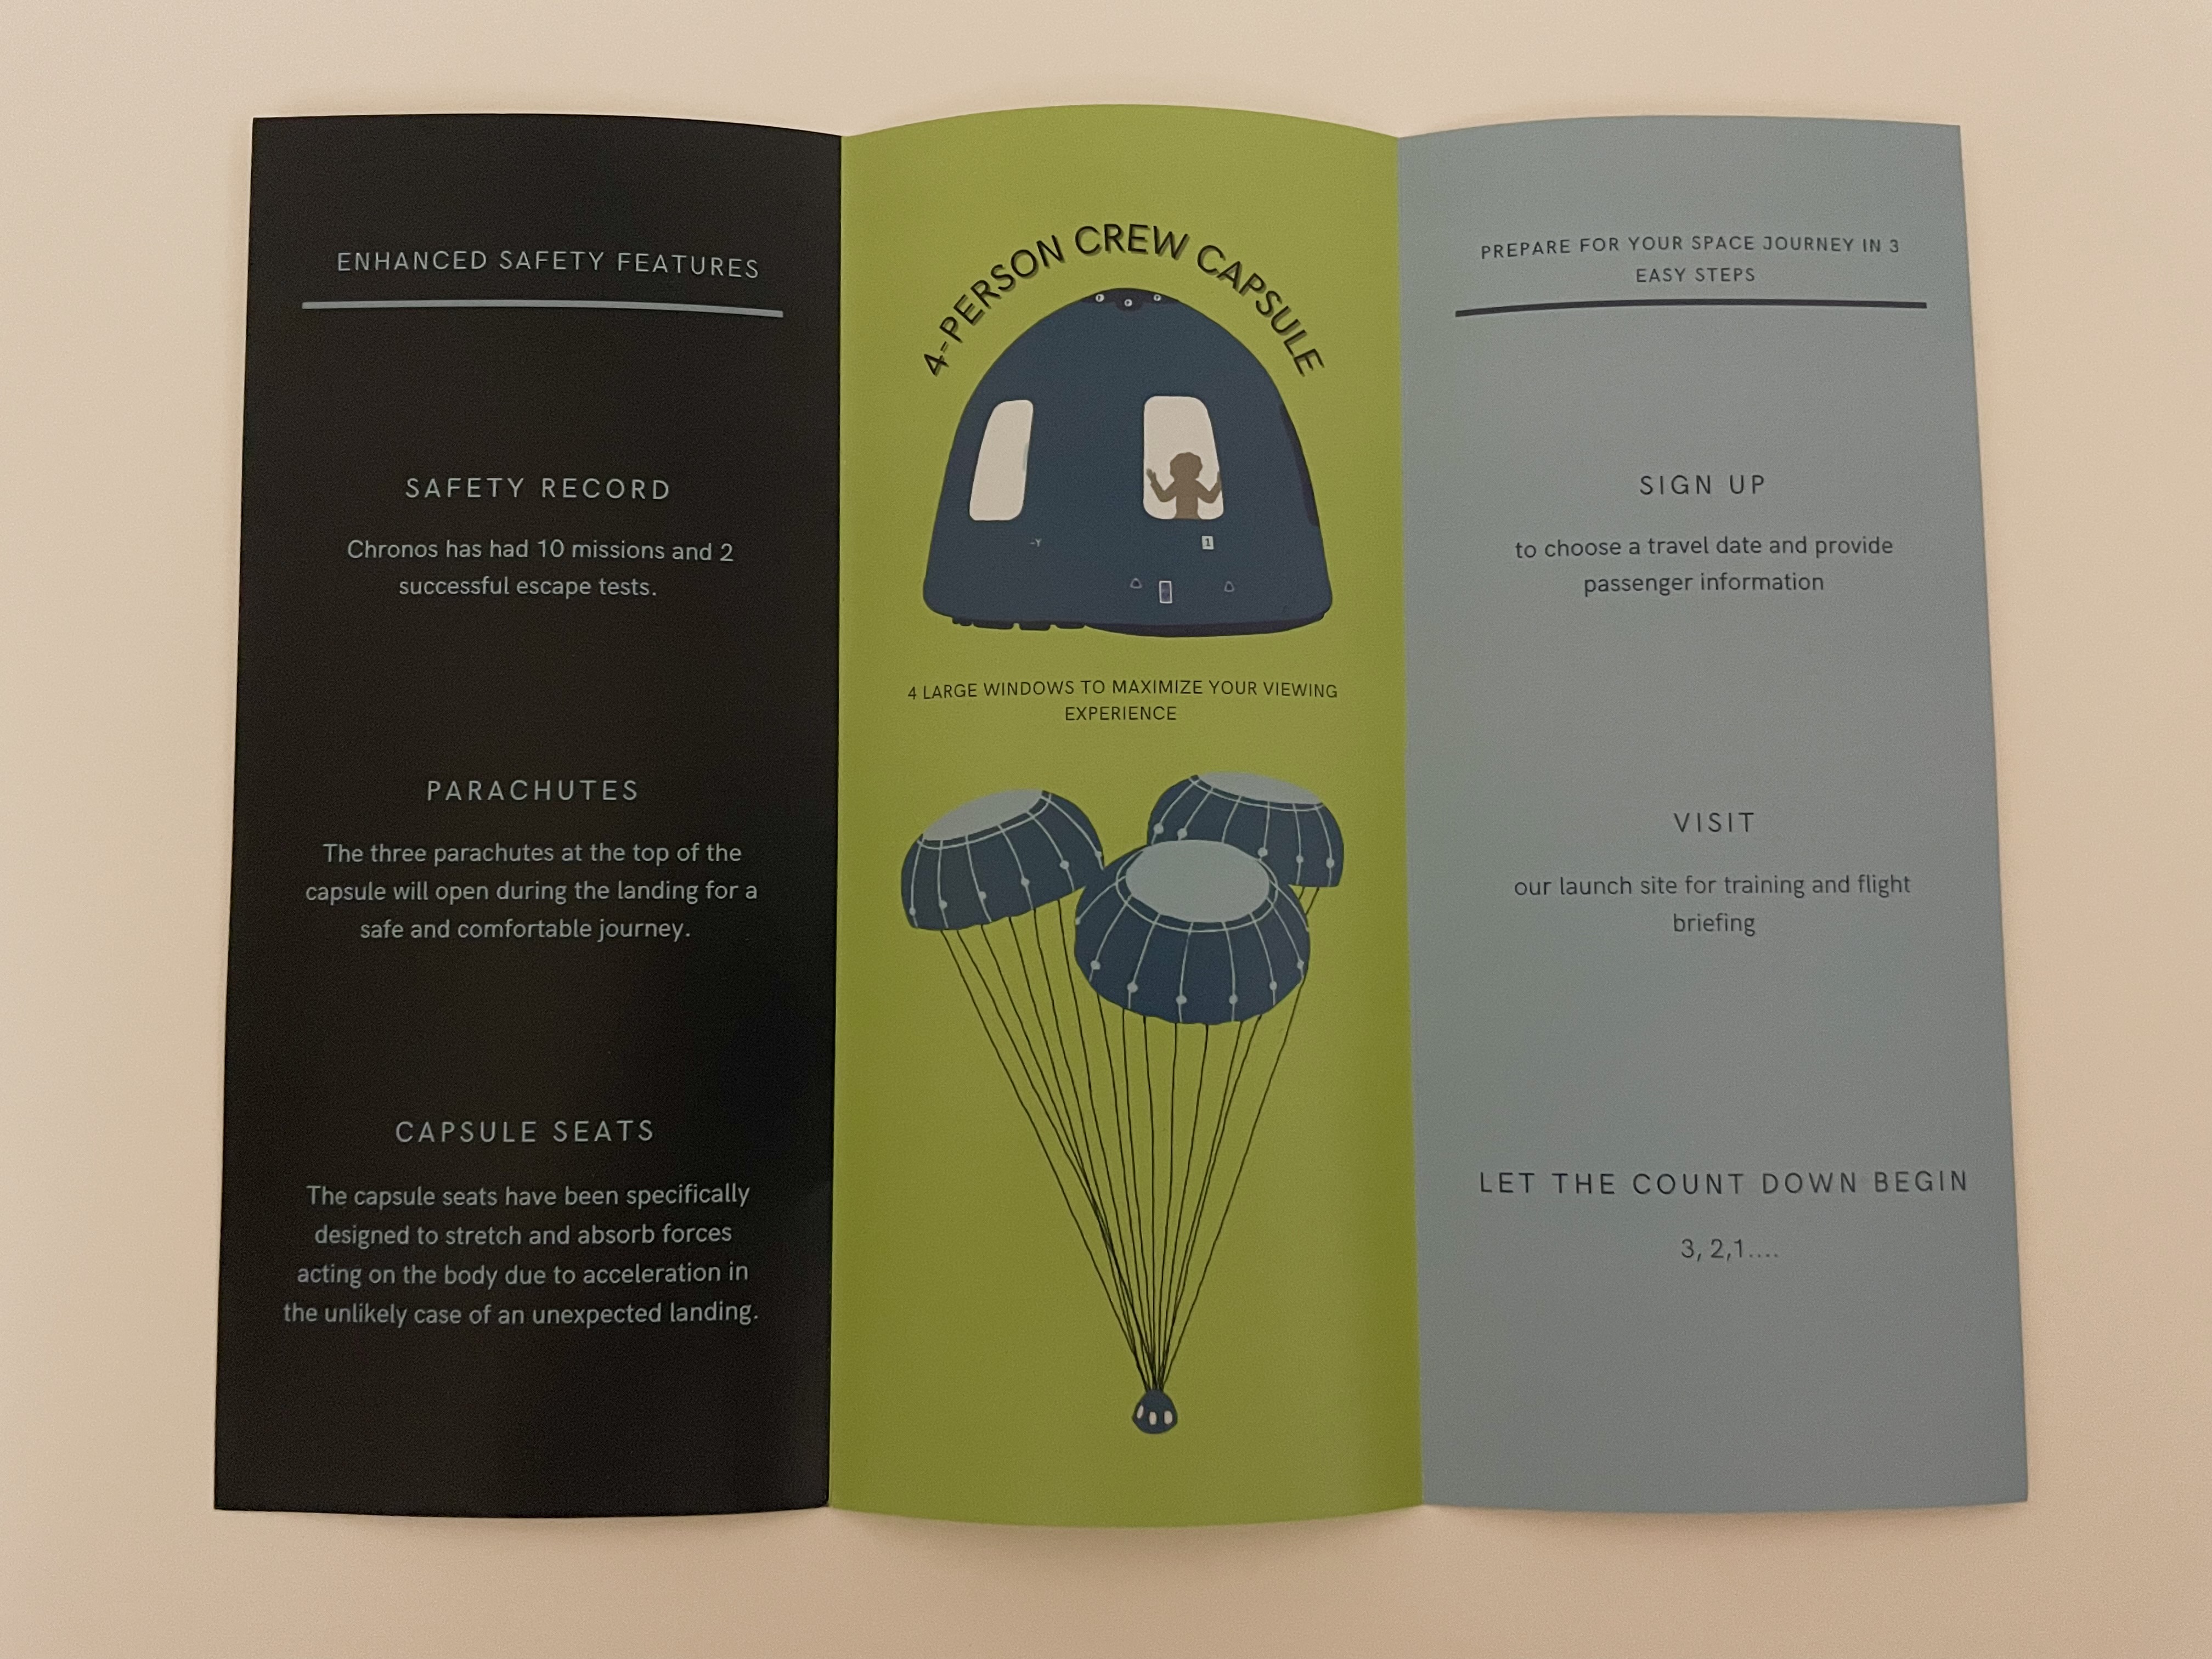 ENHANCED SAFETY FEATURES
SAFETY RECORD
Chronos has had 10 missions and 2
successful escape tests.
PARACHUTES
The three parachutes at the top of the
capsule will open during the landing for a
safe and comfortable journey.
CAPSULE SEATS
The capsule seats have been specifically
designed to stretch and absorb forces
acting on the body due to acceleration in
the unlikely case of an unexpected landing.
4-PERSON CREW CAPSULE
-Y
1
4 LARGE WINDOWS TO MAXIMIZE YOUR VIEWING
EXPERIENCE
PREPARE FOR YOUR SPACE JOURNEY IN 3
EASY STEPS
SIGN UP
to choose a travel date and provide
passenger information
VISIT
our launch site for training and flight
briefing
LET THE COUNT DOWN BEGIN
3, 2,1....